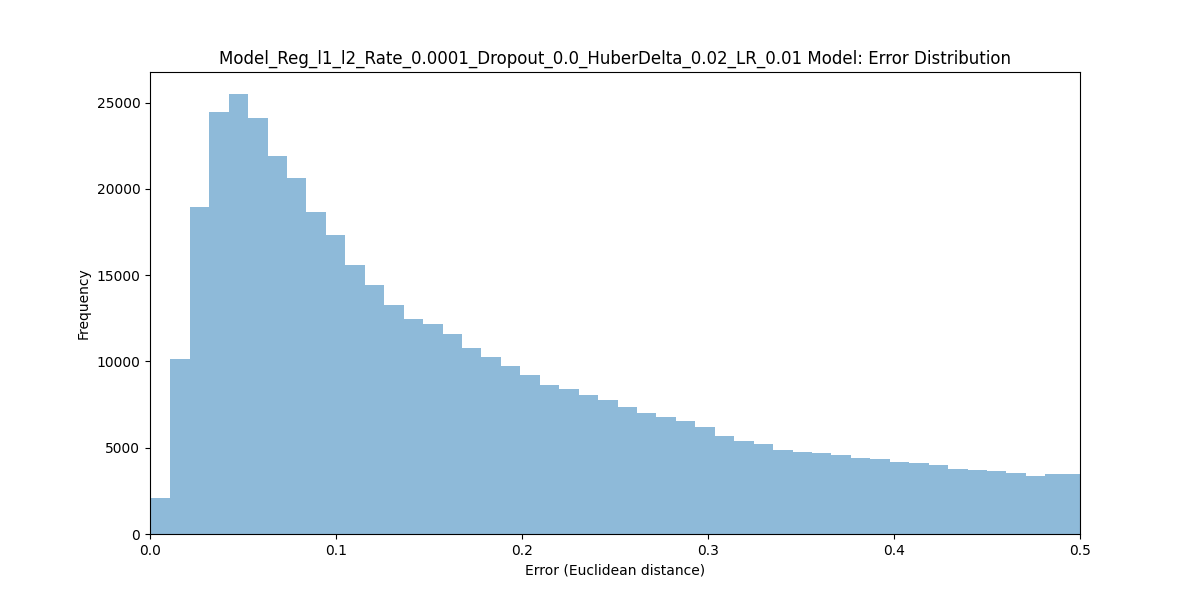 Model_Reg_l1_l2_Rate_0.0001_Dropout_0.0_HuberDelta_0.02_LR_0.01 Model: Error Distribution
25000
20000
15000
10000
5000
0
Frequency
0.0 0.1 0.2 0.3 0.4 0.5
Error (Euclidean distance)